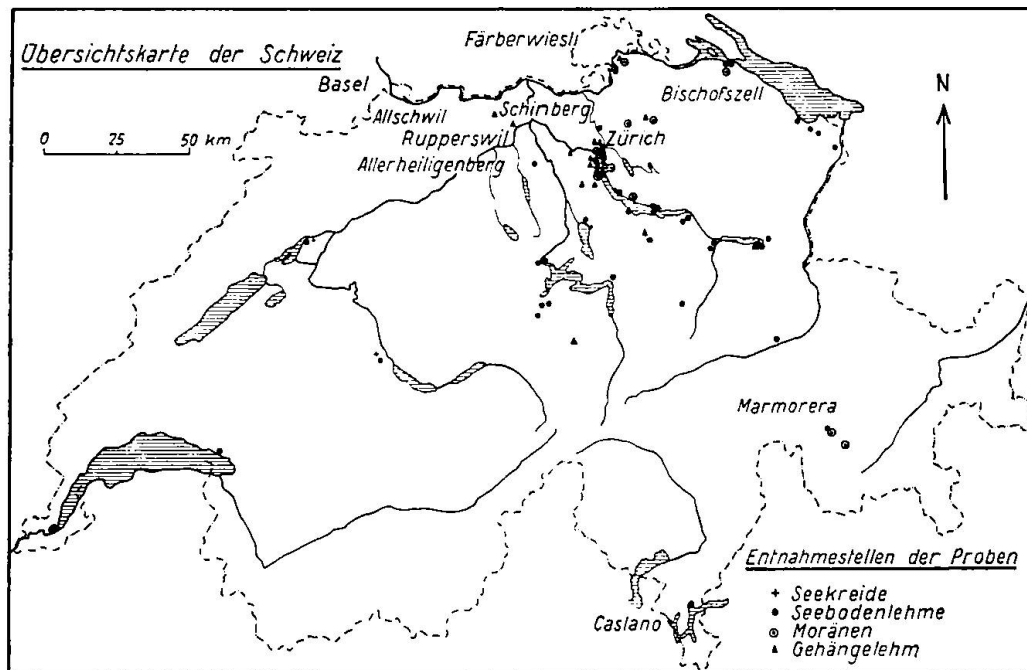 Übersichtskarte der Schweiz
Färberwiesli
Basel
Allschwil
Schinberg
Bischofszell
N
0 25 50 km
Rupperswil
Zürich
Allerheiligenberg
Marmorera
Caslano
Entnahmestellen der Proben
+ Seekreide
• Seebodenlehme
⊙ Moränen
▲ Gehängelehm